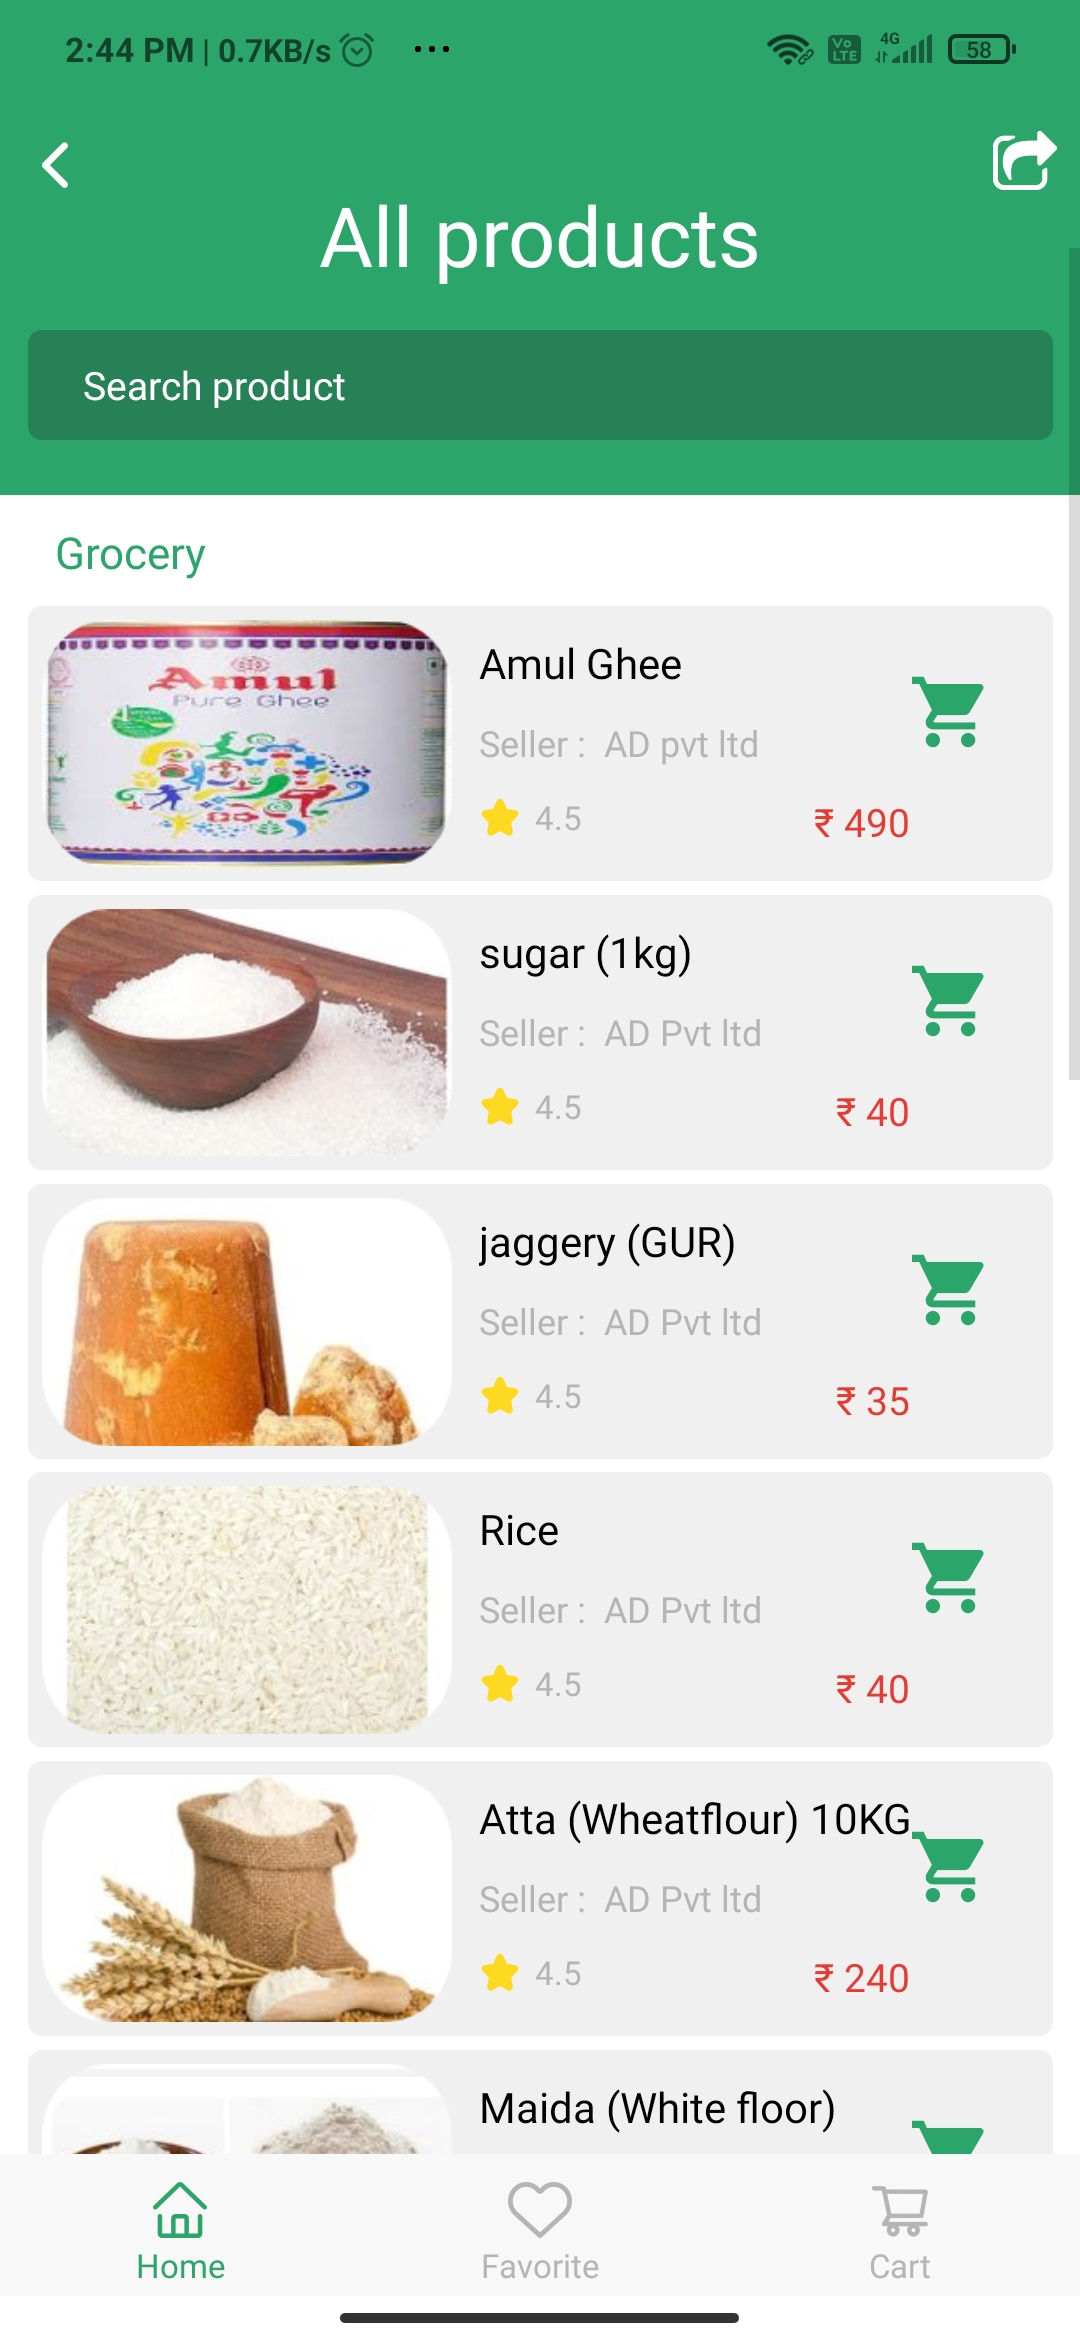 2:44 PM | 0.7KB/s ...
Vo LTE 4G 58
All products
Search product
Grocery
Amul
Pure Ghee
Amul Ghee
Seller : AD pvt ltd
4.5
₹ 490
sugar (1kg)
Seller : AD Pvt ltd
4.5
₹ 40
jaggery (GUR)
Seller : AD Pvt ltd
4.5
₹ 35
Rice
Seller : AD Pvt ltd
4.5
₹ 40
Atta (Wheatflour) 10KG
Seller : AD Pvt ltd
4.5
₹ 240
Maida (White floor)
Home
Favorite
Cart